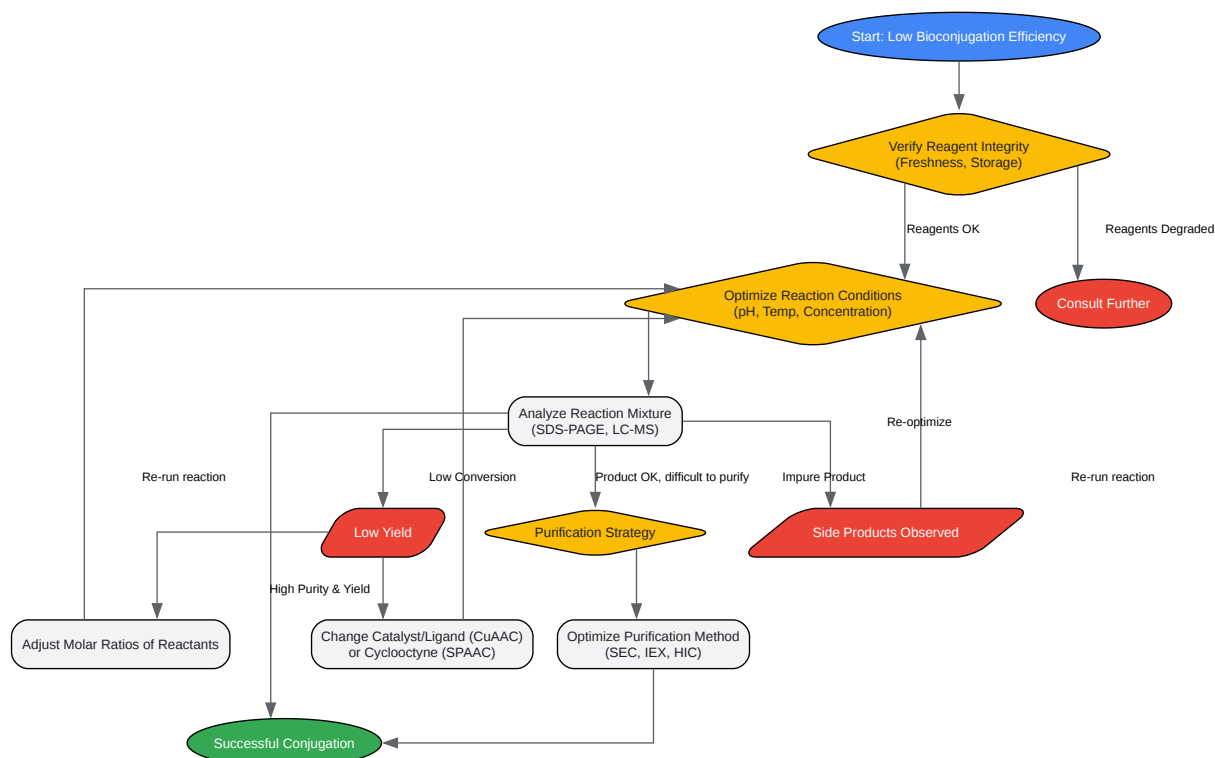 Start: Low Bioconjugation Efficiency
Verify Reagent Integrity
(Freshness, Storage)
Reagents OK
Reagents Degraded
Optimize Reaction Conditions
(pH, Temp, Concentration)
Consult Further
Analyze Reaction Mixture
(SDS-PAGE, LC-MS)
Re-optimize
Re-run reaction
Low Conversion
Product OK, difficult to purify
Impure Product
Re-run reaction
Low Yield
Purification Strategy
Side Products Observed
High Purity & Yield
Adjust Molar Ratios of Reactants
Change Catalyst/Ligand (CuAAC)
or Cyclooctyne (SPAAC)
Optimize Purification Method
(SEC, IEX, HIC)
Successful Conjugation